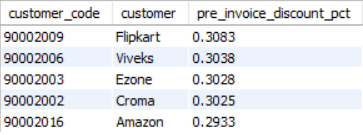 customer_code customer pre_invoice_discount_pct
90002009 Flipkart 0.3083
90002006 Viveks 0.3038
90002003 Ezone 0.3028
90002002 Croma 0.3025
90002016 Amazon 0.2933